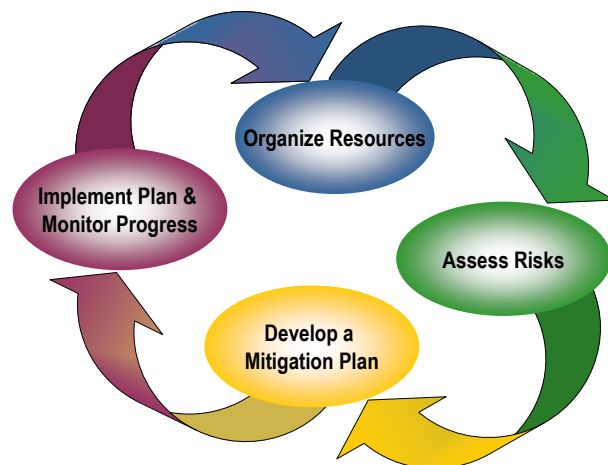 Organize Resources
Assess Risks
Develop a
Mitigation Plan
Implement Plan &
Monitor Progress